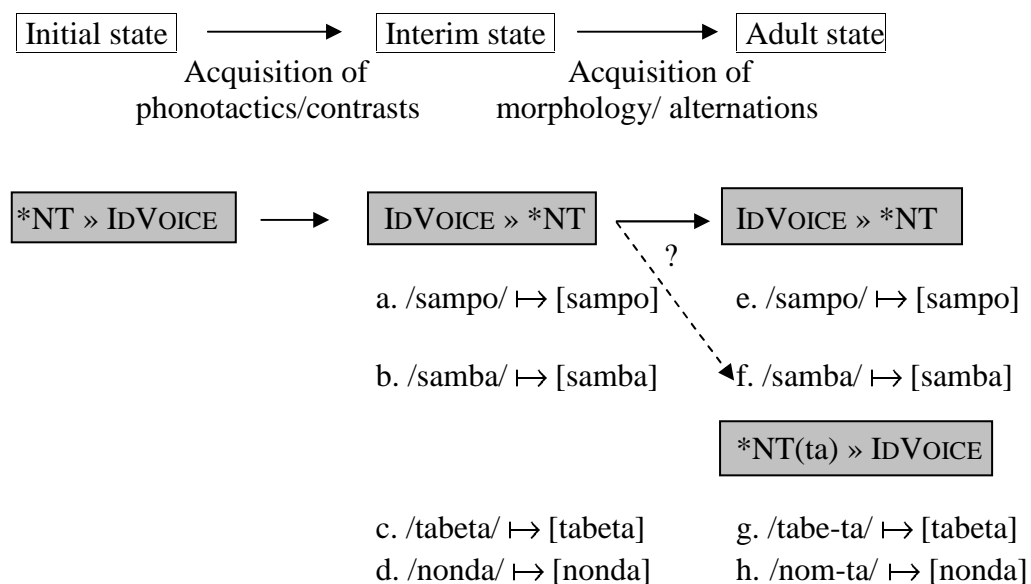 Initial state Interim state Adult state
Acquisition of Acquisition of
phonotactics/contrasts morphology/ alternations
*NT » IDVOICE IDVOICE » *NT IDVOICE » *NT
?
a. /sampo/ ↦ [sampo] e. /sampo/ ↦ [sampo]
b. /samba/ ↦ [samba] f. /samba/ ↦ [samba]
*NT(ta) » IDVOICE
c. /tabeta/ ↦ [tabeta] g. /tabe-ta/ ↦ [tabeta]
d. /nonda/ ↦ [nonda] h. /nom-ta/ ↦ [nonda]